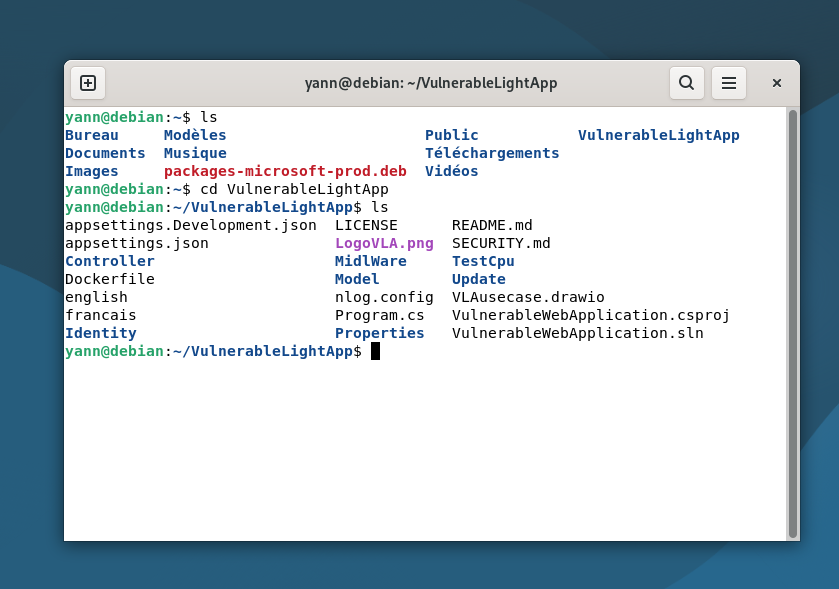 yann@debian: ~/VulnerableLightApp
yann@debian:~$ ls
Bureau Modèles Public VulnerableLightApp
Documents Musique Téléchargements
Images packages-microsoft-prod.deb Vidéos
yann@debian:~$ cd VulnerableLightApp
yann@debian:~/VulnerableLightApp$ ls
appsettings.Development.json LICENSE README.md
appsettings.json LogoVLA.png SECURITY.md
Controller MidlWare TestCpu
Dockerfile Model Update
english nlog.config VLAusecase.drawio
francais Program.cs VulnerableWebApplication.csproj
Identity Properties VulnerableWebApplication.sln
yann@debian:~/VulnerableLightApp$